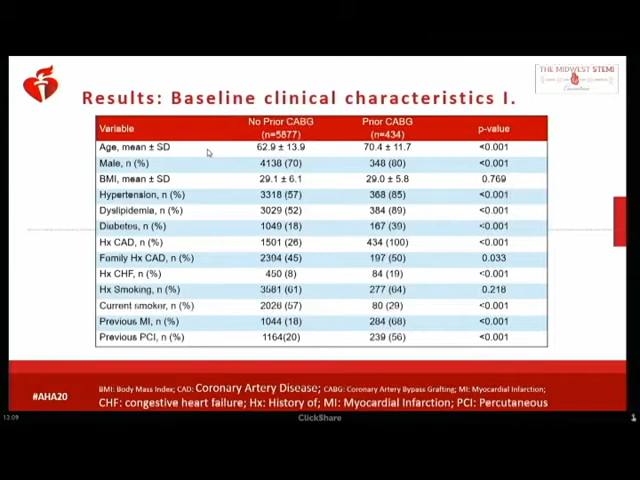 THE MIDWEST STEMI
Consortium
Results: Baseline clinical characteristics I.
Variable No Prior CABG (n=5877) Prior CABG (n=434) p-value
Age, mean ± SD 62.9 ± 13.9 70.4 ± 11.7 <0.001
Male, n (%) 4138 (70) 348 (80) <0.001
BMI, mean ± SD 29.1 ± 6.1 29.0 ± 5.8 0.769
Hypertension, n (%) 3318 (57) 368 (85) <0.001
Dyslipidemia, n (%) 3029 (52) 384 (89) <0.001
Diabetes, n (%) 1049 (18) 167 (39) <0.001
Hx CAD, n (%) 1501 (26) 434 (100) <0.001
Family Hx CAD, n (%) 2394 (45) 197 (50) 0.033
Hx CHF, n (%) 450 (8) 84 (19) <0.001
Hx Smoking, n (%) 3581 (61) 277 (64) 0.218
Current smoker, n (%) 2028 (57) 80 (29) <0.001
Previous MI, n (%) 1044 (18) 284 (68) <0.001
Previous PCI, n (%) 1164(20) 239 (56) <0.001
BMI: Body Mass Index; CAD: Coronary Artery Disease; CABG: Coronary Artery Bypass Grafting; MI: Myocardial Infarction;
#AHA20
CHF: congestive heart failure; Hx: History of; MI: Myocardial Infarction; PCI: Percutaneous
13:09
ClickShare